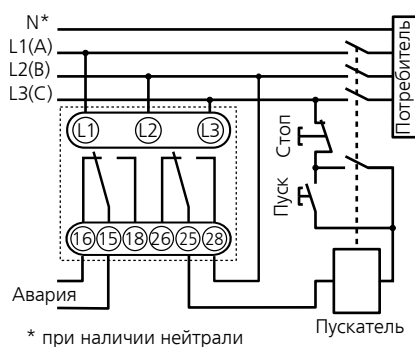 N*
L1(A)
L2(B)
L3(C)
Потребитель
L1 L2 L3
Стоп
Пуск
16 15 18 26 25 28
Авария
Пускатель
* при наличии нейтрали